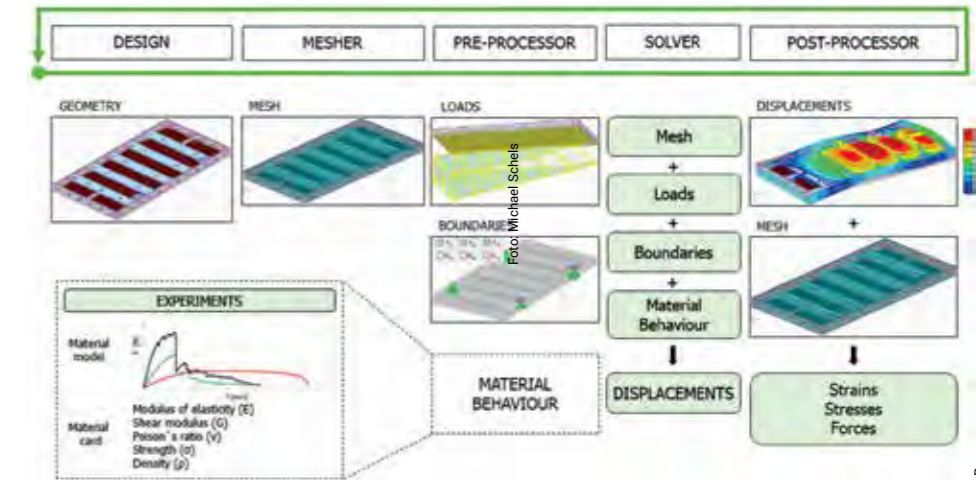 DESIGN
MESHER
PRE-PROCESSOR
SOLVER
POST-PROCESSOR
GEOMETRY
MESH
LOADS
DISPLACEMENTS
Foto: Michael Schels
BOUNDARIES
Mesh
+
Loads
+
Boundaries
+
Material
Behaviour
DISPLACEMENTS
MESH
+
Strains
Stresses
Forces
EXPERIMENTS
Material
model
Material
card
Modulus of elasticity (E)
Shear modulus (G)
Poison´s ratio (v)
Strength (σ)
Density (ρ)
MATERIAL
BEHAVIOUR